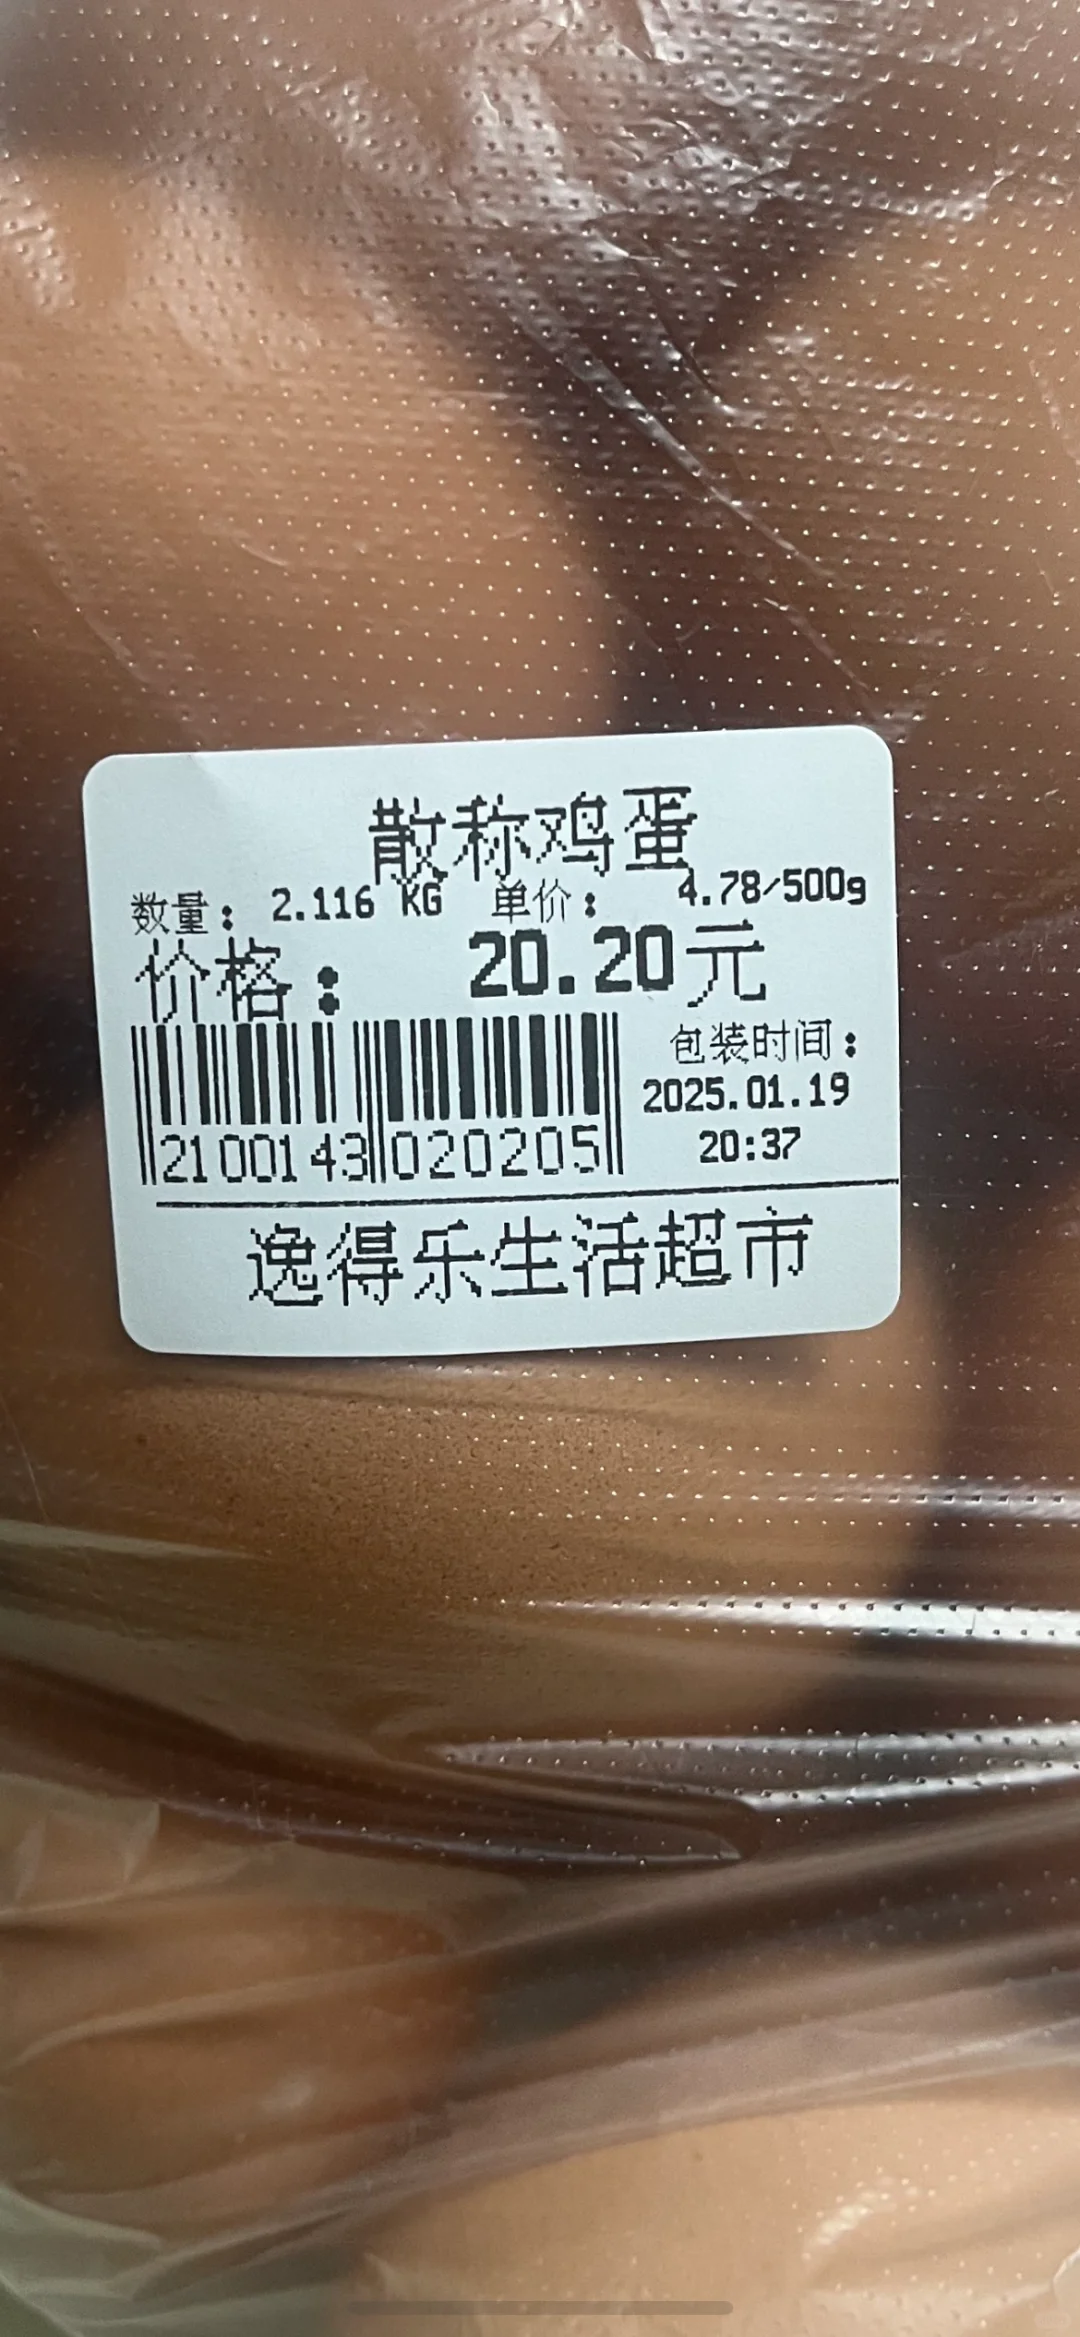 散称鸡蛋
数量： 2.116 KG 单价： 4.78/500g
价格： 20.20元
包装时间：
2025.01.19
20:37
2100143020205
逸得乐生活超市